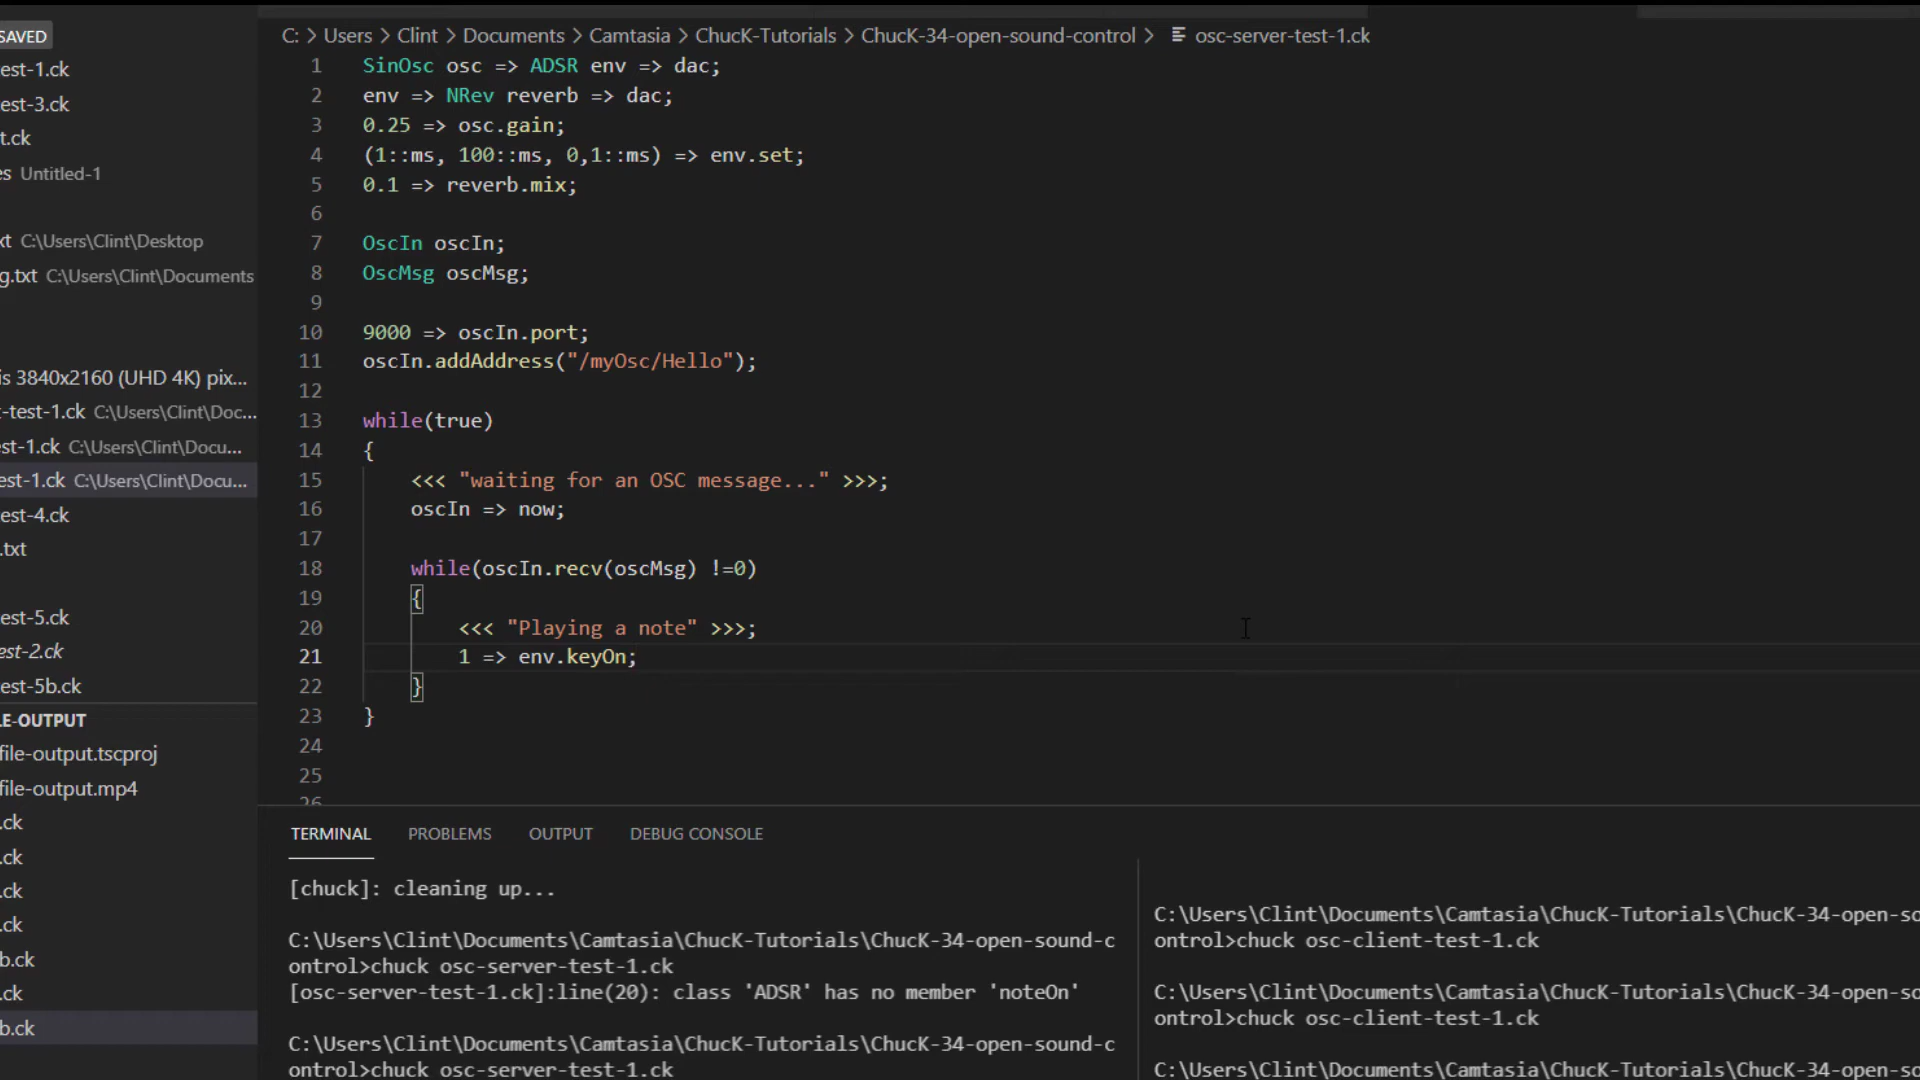 SAVED
est-1.ck
est-3.ck
t.ck
es Untitled-1
xt C:\Users\Clint\Desktop
g.txt C:\Users\Clint\Documents
is 3840x2160 (UHD 4K) pix...
t-test-1.ck C:\Users\Clint\Doc...
est-1.ck C:\Users\Clint\Docu...
est-1.ck C:\Users\Clint\Docu...
est-4.ck
.txt
est-5.ck
est-2.ck
est-5b.ck
LE-OUTPUT
file-output.tscproj
file-output.mp4
.ck
.ck
.ck
.ck
b.ck
.ck
b.ck
C: > Users > Clint > Documents > Camtasia > ChucK-Tutorials > ChucK-34-open-sound-control > osc-server-test-1.ck
1 SinOsc osc => ADSR env => dac;
2 env => NRev reverb => dac;
3 0.25 => osc.gain;
4 (1::ms, 100::ms, 0,1::ms) => env.set;
5 0.1 => reverb.mix;
6
7 OscIn oscIn;
8 OscMsg oscMsg;
9
10 9000 => oscIn.port;
11 oscIn.addAddress("/myOsc/Hello");
12
13 while(true)
14 {
15 <<< "waiting for an OSC message..." >>>;
16 oscIn => now;
17
18 while(oscIn.recv(oscMsg) !=0)
19 {
20 <<< "Playing a note" >>>;
21 1 => env.keyOn;
22 }
23 }
24
25
26
TERMINAL PROBLEMS OUTPUT DEBUG CONSOLE
[chuck]: cleaning up...
C:\Users\Clint\Documents\Camtasia\ChucK-Tutorials\ChucK-34-open-sound-c
ontrol>chuck osc-server-test-1.ck
[osc-server-test-1.ck]:line(20): class 'ADSR' has no member 'noteOn'
C:\Users\Clint\Documents\Camtasia\ChucK-Tutorials\ChucK-34-open-sound-c
ontrol>chuck osc-server-test-1.ck
C:\Users\Clint\Documents\Camtasia\ChucK-Tutorials\ChucK-34-open-so
ontrol>chuck osc-client-test-1.ck
C:\Users\Clint\Documents\Camtasia\ChucK-Tutorials\ChucK-34-open-so
ontrol>chuck osc-client-test-1.ck
C:\Users\Clint\Documents\Camtasia\ChucK-Tutorials\ChucK-34-open-so